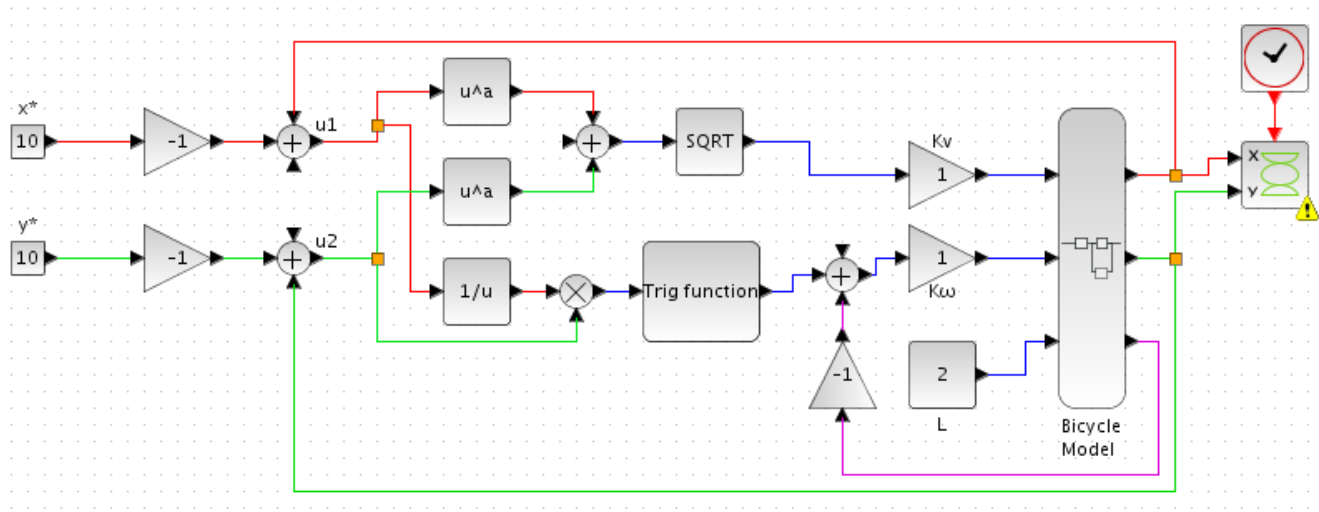 x*
10
-1
u1
u^a
u^a
SQRT
Kv
1
X
Y
y*
10
-1
u2
1/u
Trig function
1
Kω
-1
2
L
Bicycle
Model